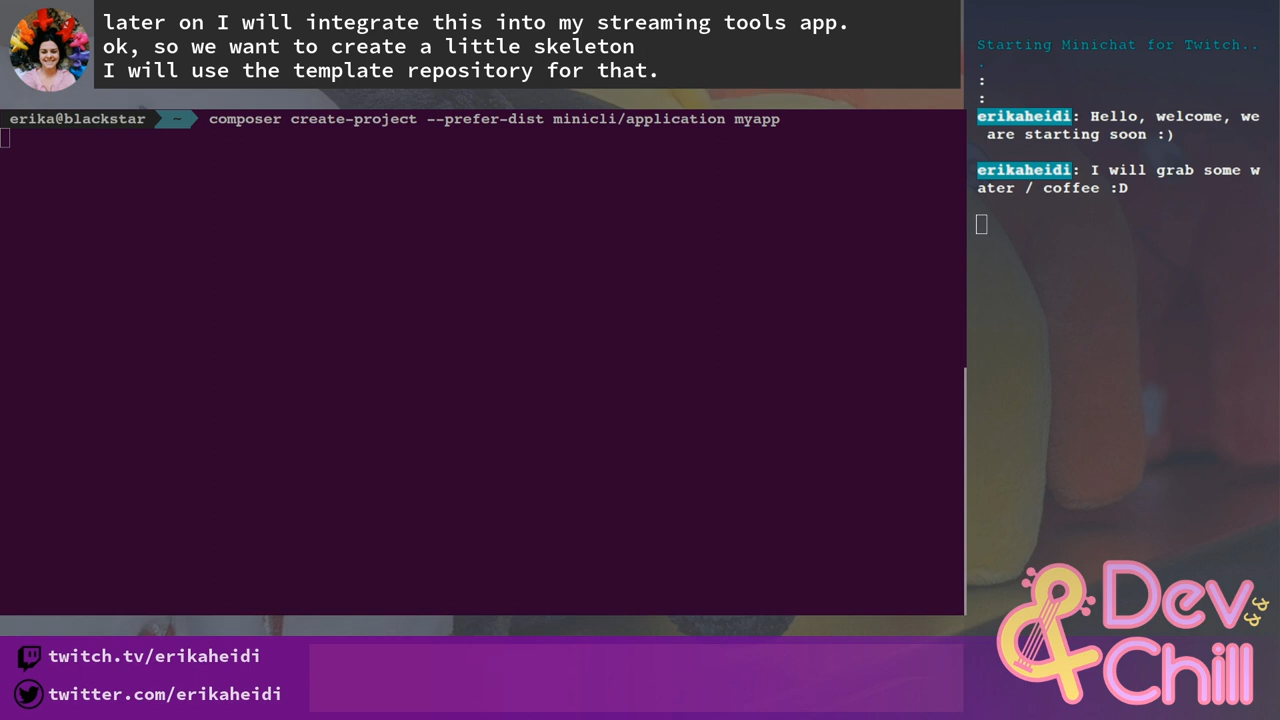 later on I will integrate this into my streaming tools app.
ok, so we want to create a little skeleton
I will use the template repository for that.
erika@blackstar ~ composer create-project --prefer-dist minicli/application myapp
Starting Minichat for Twitch..
.
:
:
erikaheidi: Hello, welcome, we
are starting soon :)
erikaheidi: I will grab some w
ater / coffee :D
twitch.tv/erikaheidi
twitter.com/erikaheidi
& Dev &&
Chill